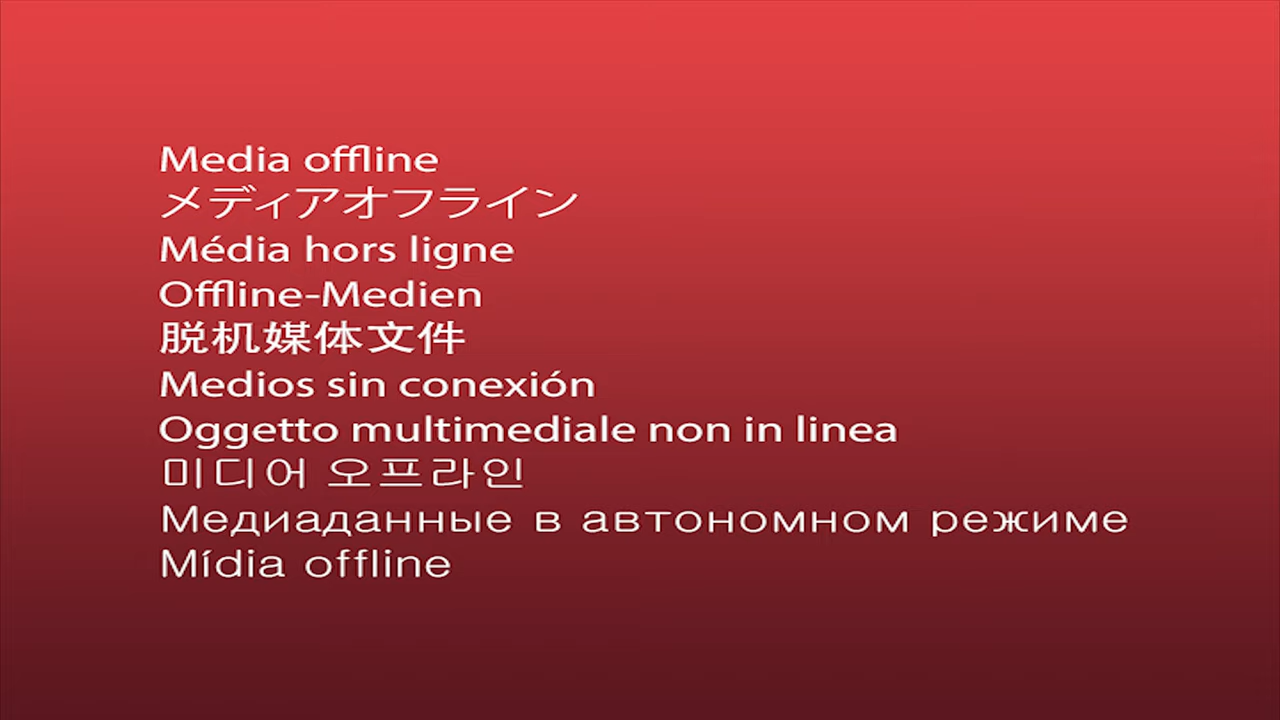 Media offline
メディアオフライン
Média hors ligne
Offline-Medien
脱机媒体文件
Medios sin conexión
Oggetto multimediale non in linea
미디어 오프라인
Медиаданные в автономном режиме
Mídia offline